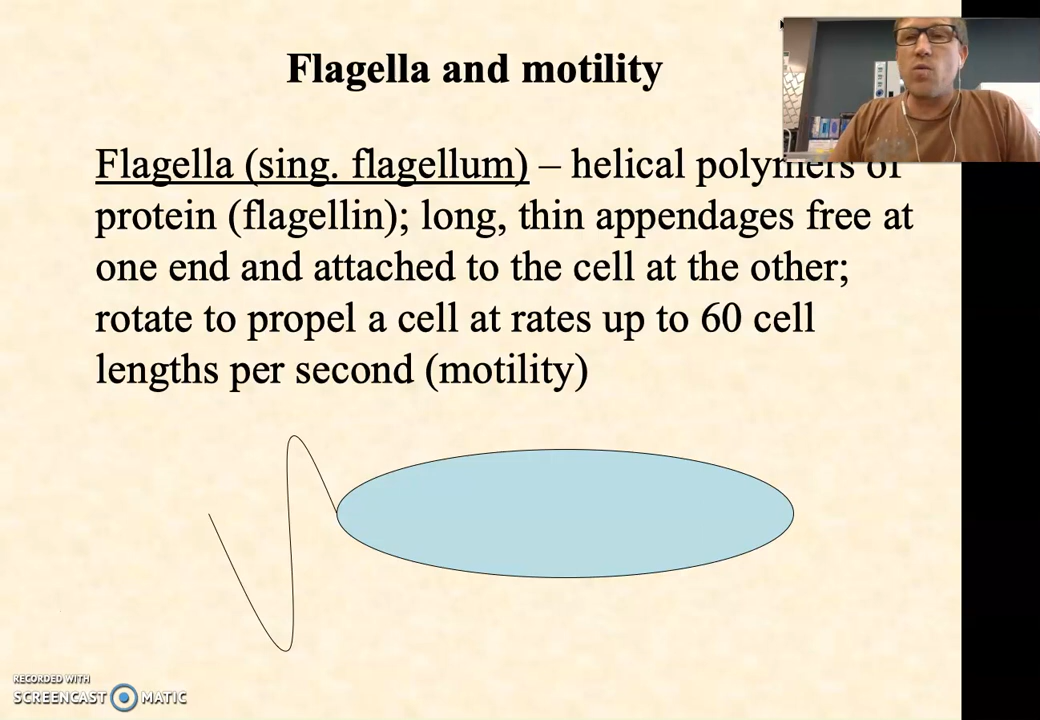 Flagella and motility
Flagella (sing. flagellum) – helical polymers of
protein (flagellin); long, thin appendages free at
one end and attached to the cell at the other;
rotate to propel a cell at rates up to 60 cell
lengths per second (motility)
RECORDED WITH
SCREENCAST MATIC